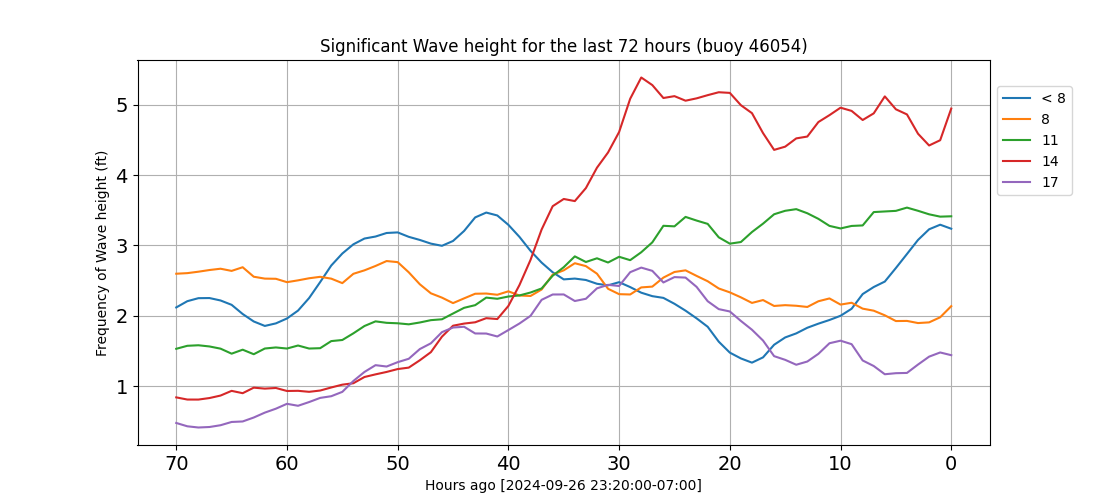 Significant Wave height for the last 72 hours (buoy 46054)
Frequency of Wave height (ft)
5
4
3
2
1
70 60 50 40 30 20 10 0
Hours ago [2024-09-26 23:20:00-07:00]
< 8
8
11
14
17